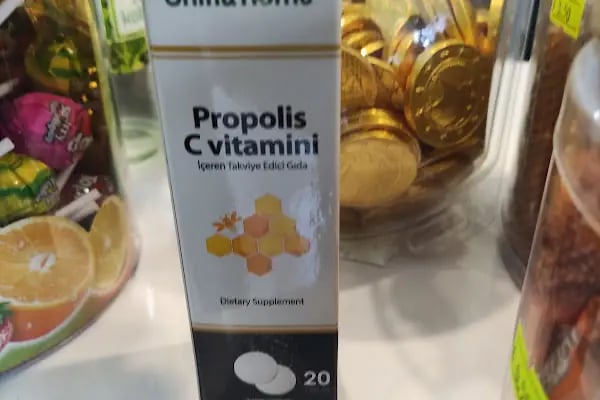 Propolis
C vitamini
İçeren Takviye Edici Gıda
Dietary Supplement
20